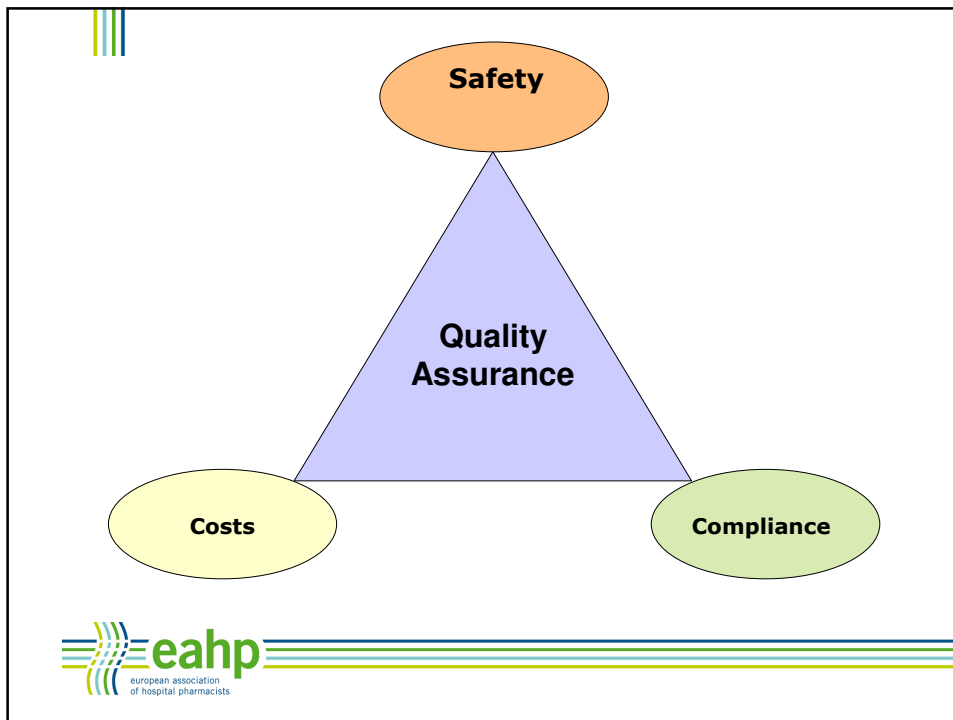 Safety
Quality
Assurance
Costs
Compliance
eahp
european association
of hospital pharmacists